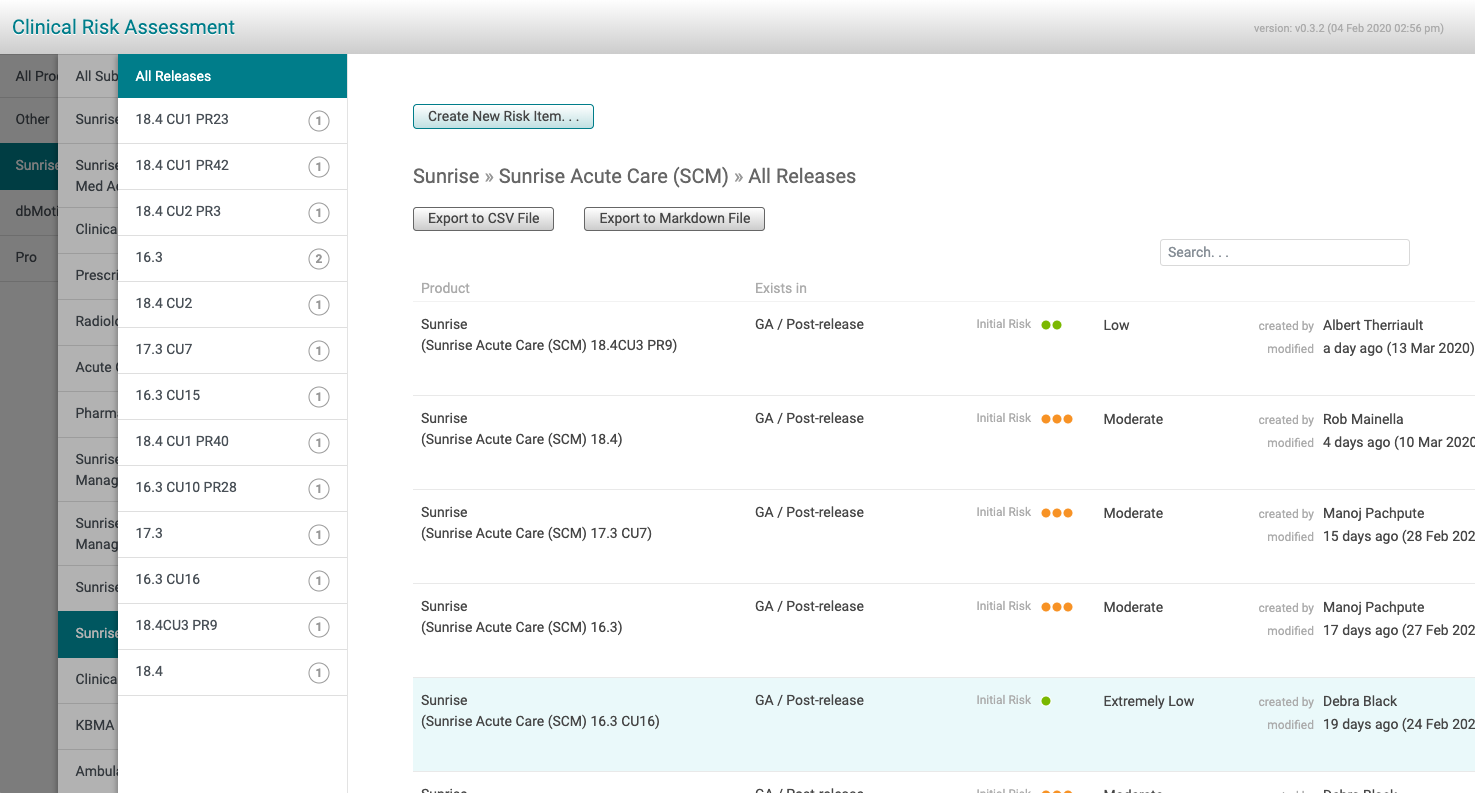 Clinical Risk Assessment
version: v0.3.2 (04 Feb 2020 02:56 pm)
All Pro
Other
Sunrise
dbMoti
Pro
All Sub
Sunrise
Sunrise
Med A
Clinica
Prescri
Radiolo
Acute
Pharma
Sunrise
Manag
Sunrise
Manag
Sunrise
Sunrise
Clinica
KBMA
Ambula
All Releases
18.4 CU1 PR23 1
18.4 CU1 PR42 1
18.4 CU2 PR3 1
16.3 2
18.4 CU2 1
17.3 CU7 1
16.3 CU15 1
18.4 CU1 PR40 1
16.3 CU10 PR28 1
17.3 1
16.3 CU16 1
18.4CU3 PR9 1
18.4 1
Create New Risk Item. . .
Sunrise » Sunrise Acute Care (SCM) » All Releases
Export to CSV File Export to Markdown File
Search. . .
Product Exists in
Sunrise GA / Post-release Initial Risk Low created by Albert Therriault
(Sunrise Acute Care (SCM) 18.4CU3 PR9) modified a day ago (13 Mar 2020)
Sunrise GA / Post-release Initial Risk Moderate created by Rob Mainella
(Sunrise Acute Care (SCM) 18.4) modified 4 days ago (10 Mar 2020
Sunrise GA / Post-release Initial Risk Moderate created by Manoj Pachpute
(Sunrise Acute Care (SCM) 17.3 CU7) modified 15 days ago (28 Feb 202
Sunrise GA / Post-release Initial Risk Moderate created by Manoj Pachpute
(Sunrise Acute Care (SCM) 16.3) modified 17 days ago (27 Feb 202
Sunrise GA / Post-release Initial Risk Extremely Low created by Debra Black
(Sunrise Acute Care (SCM) 16.3 CU16) modified 19 days ago (24 Feb 202
Sunrise GA / Post-release Initial Risk Moderate created by Debra Black